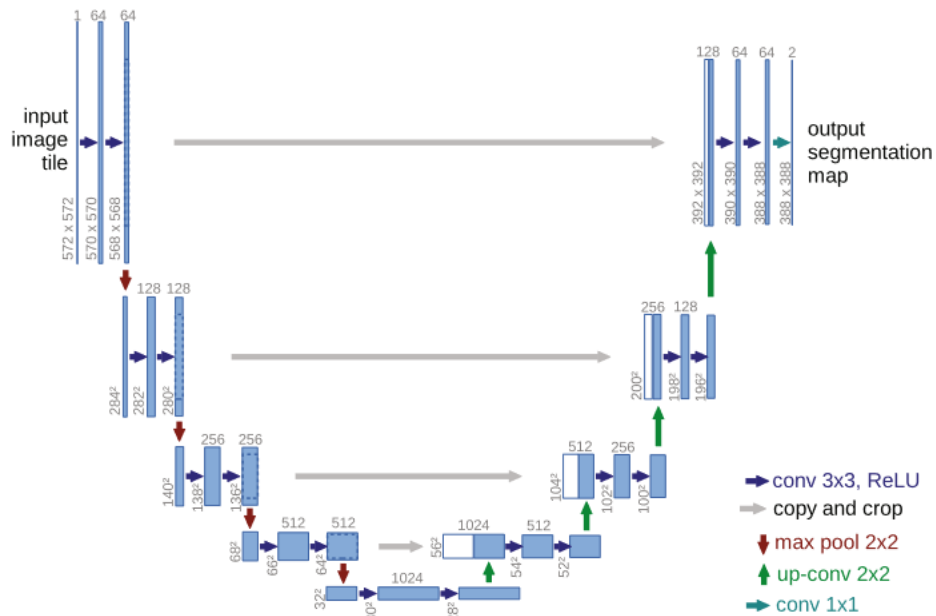 1
64
64
input
image
tile
572 x 572
570 x 570
568 x 568
128
64
64
2
output
segmentation
map
392 x 392
390 x 390
388 x 388
388 x 388
128
128
284²
282²
280²
256
128
200²
198²
196²
256
256
140²
138²
136²
512
256
104²
102²
100²
512
512
68²
66²
64²
1024
512
56²
54²
52²
1024
32²
conv 3x3, ReLU
copy and crop
max pool 2x2
up-conv 2x2
conv 1x1